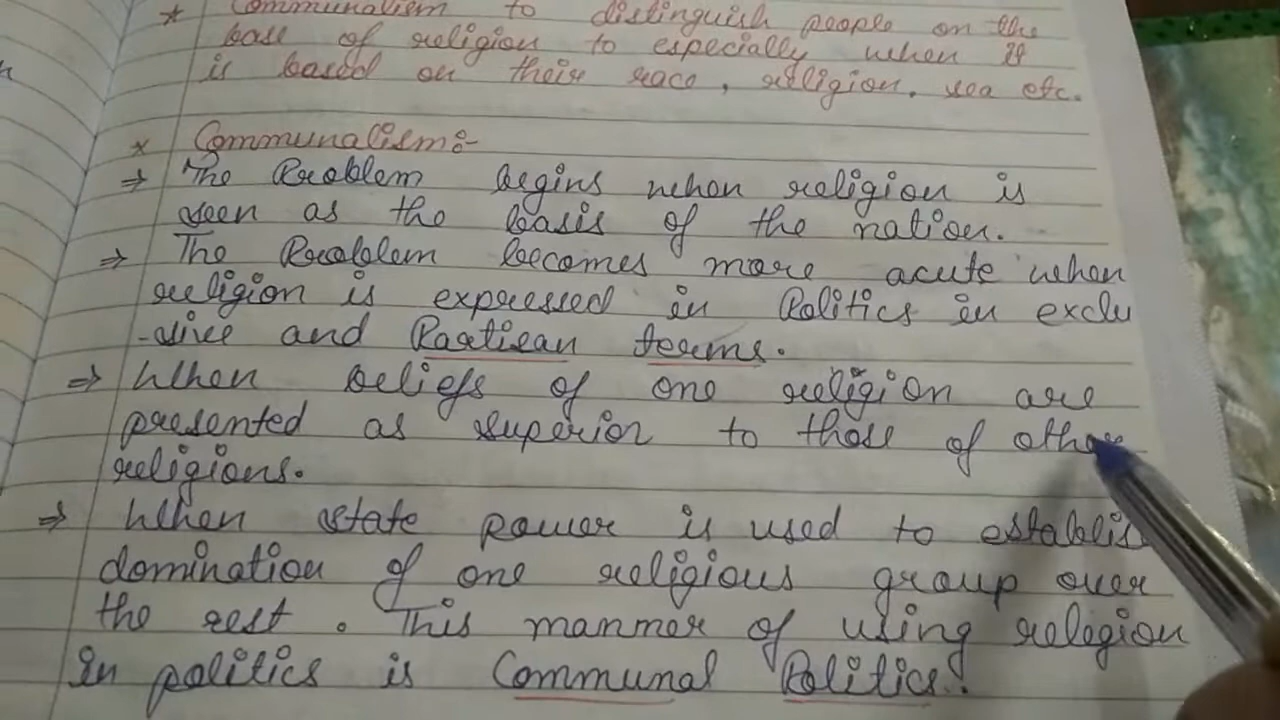 * Communalism to distinguish people on the
base of religion to especially when it
is based on their race, religion. sex etc.
* Communalism:-
⇒ The Problem begins when religion is
seen as the basis of the nation.
⇒ The Problem becomes more acute when
religion is expressed in Politics in exclu
-sive and Partisan terms.
⇒ When beliefs of one religion are
presented as superior to those of other
religions.
⇒ When state power is used to establis
domination of one religious group over
the rest. This manner of using religion
in politics is Communal Politics.